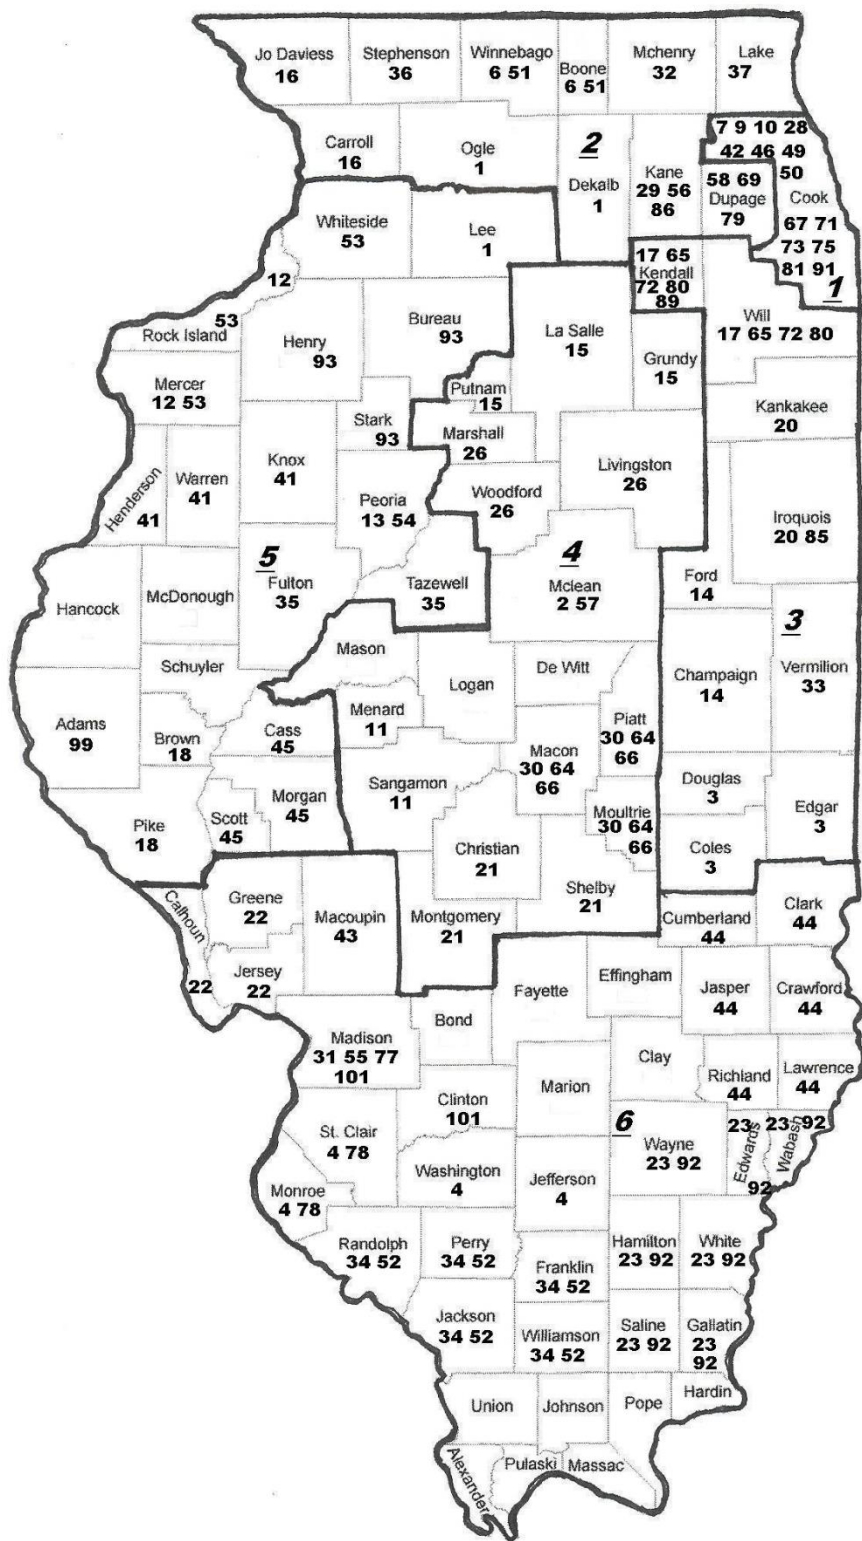 Jo Daviess
16
Stephenson
36
Winnebago
6 51
Boone
6 51
Mchenry
32
Lake
37
Carroll
16
Ogle
1
2
Dekalb
1
Kane
29 56
86
7 9 10 28
42 46 49
50
Cook
67 71
73 75
81 91
1
58 69
Dupage
79
Whiteside
53
Lee
1
12
53
Rock Island
Henry
93
Bureau
93
La Salle
15
17 65
Kendall
72 80
89
Will
17 65 72 80
Grundy
15
Putnam
15
Mercer
12 53
Stark
93
Marshall
26
Kankakee
20
Henderson
41
Warren
41
Knox
41
Peoria
13 54
Woodford
26
Livingston
26
Iroquois
20 85
5
Fulton
35
Tazewell
35
4
Mclean
2 57
Ford
14
3
Vermilion
33
Hancock
McDonough
Schuyler
Mason
Logan
De Witt
Champaign
14
Adams
99
Brown
18
Cass
45
Menard
11
Piatt
30 64
66
Macon
30 64
66
Sangamon
11
Douglas
3
Edgar
3
Pike
18
Scott
45
Morgan
45
Christian
21
Moultrie
30 64
66
Coles
3
Shelby
21
Calhoun
22
Greene
22
Macoupin
43
Montgomery
21
Cumberland
44
Clark
44
Jersey
22
Fayette
Effingham
Jasper
44
Crawford
44
Madison
31 55 77
101
Bond
Clay
Richland
44
Lawrence
44
Clinton
101
Marion
6
Wayne
23 92
23
Edwards
92
23 92
Wabash
St. Clair
4 78
Washington
4
Jefferson
4
Monroe
4 78
Randolph
34 52
Perry
34 52
Franklin
34 52
Hamilton
23 92
White
23 92
Jackson
34 52
Williamson
34 52
Saline
23 92
Gallatin
23
92
Union
Johnson
Pope
Hardin
Alexander
Pulaski
Massac